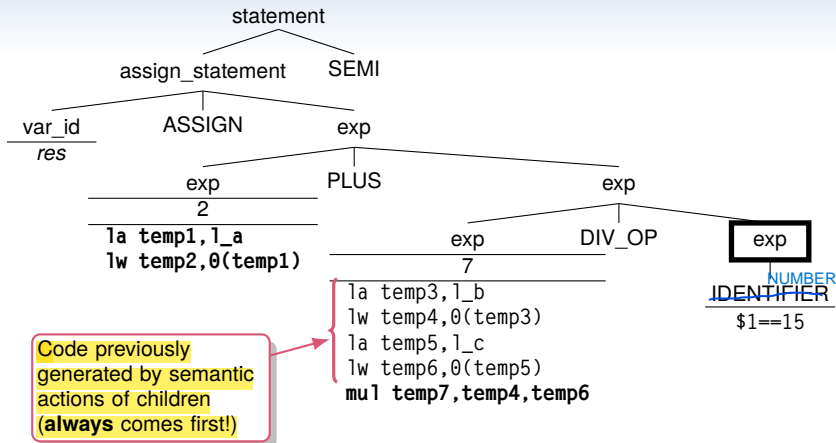 statement
assign_statement SEMI
var_id ASSIGN exp
res
exp PLUS exp
2
la temp1,l_a
lw temp2,0(temp1)
exp DIV_OP exp
7
NUMBER
IDENTIFIER
$1==15
la temp3,l_b
lw temp4,0(temp3)
la temp5,l_c
lw temp6,0(temp5)
mul temp7,temp4,temp6
Code previously
generated by semantic
actions of children
(always comes first!)